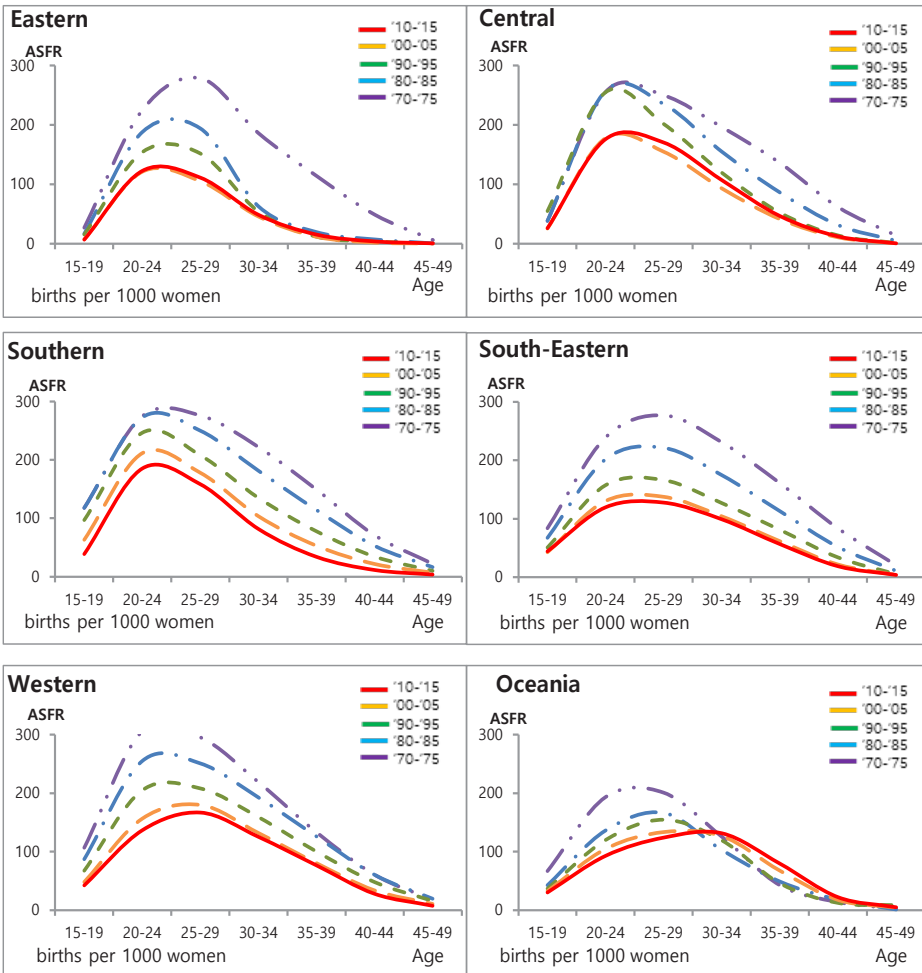 Eastern
ASFR
'10-'15
'00-'05
'90-'95
'80-'85
'70-'75
300
200
100
0
15-19 20-24 25-29 30-34 35-39 40-44 45-49
births per 1000 women Age
Central
ASFR
'10-'15
'00-'05
'90-'95
'80-'85
'70-'75
300
200
100
0
15-19 20-24 25-29 30-34 35-39 40-44 45-49
births per 1000 women Age
Southern
ASFR
'10-'15
'00-'05
'90-'95
'80-'85
'70-'75
300
200
100
0
15-19 20-24 25-29 30-34 35-39 40-44 45-49
births per 1000 women Age
South-Eastern
ASFR
'10-'15
'00-'05
'90-'95
'80-'85
'70-'75
300
200
100
0
15-19 20-24 25-29 30-34 35-39 40-44 45-49
births per 1000 women Age
Western
ASFR
'10-'15
'00-'05
'90-'95
'80-'85
'70-'75
300
200
100
0
15-19 20-24 25-29 30-34 35-39 40-44 45-49
births per 1000 women Age
Oceania
ASFR
'10-'15
'00-'05
'90-'95
'80-'85
'70-'75
300
200
100
0
15-19 20-24 25-29 30-34 35-39 40-44 45-49
births per 1000 women Age